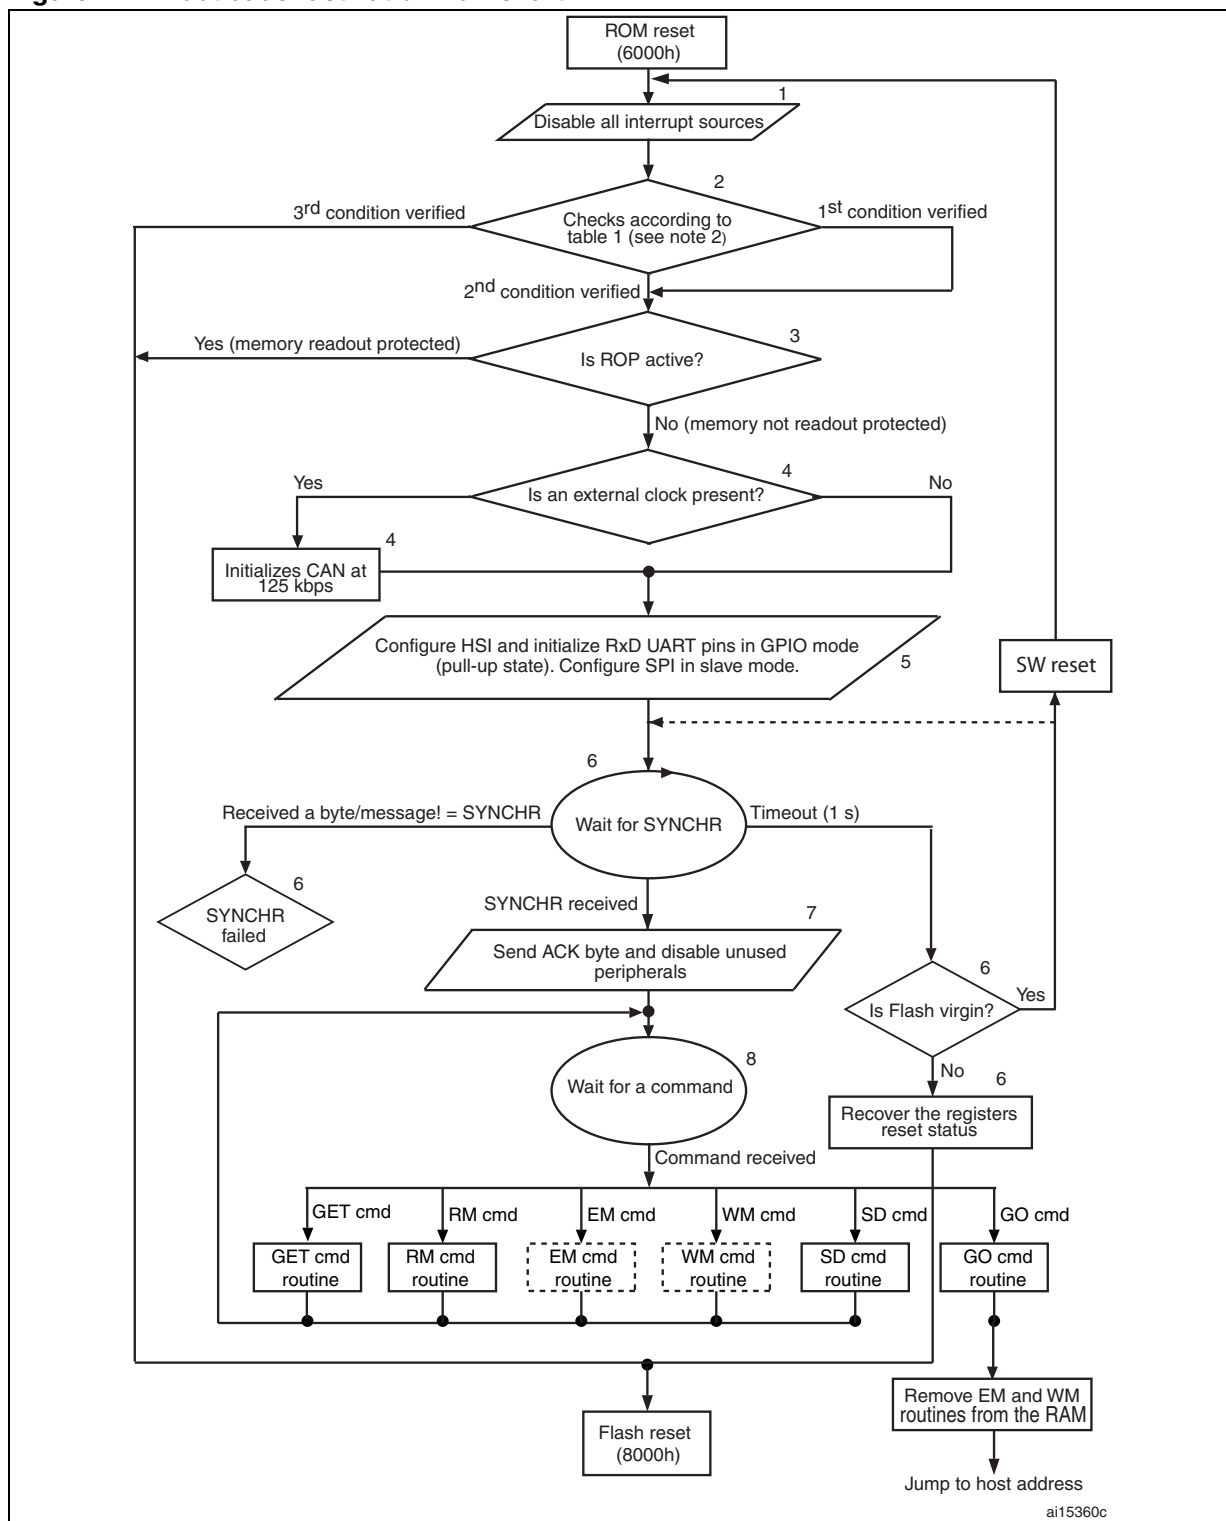 ROM reset
(6000h)
1
Disable all interrupt sources
2
3rd condition verified
Checks according to
table 1 (see note 2)
1st condition verified
2nd condition verified
3
Yes (memory readout protected)
Is ROP active?
No (memory not readout protected)
4
Yes
Is an external clock present?
No
4
Initializes CAN at
125 kbps
Configure HSI and initialize RxD UART pins in GPIO mode
(pull-up state). Configure SPI in slave mode.
5
SW reset
6
Received a byte/message! = SYNCHR
Wait for SYNCHR
Timeout (1 s)
6
SYNCHR
failed
SYNCHR received
7
Send ACK byte and disable unused
peripherals
6
Is Flash virgin?
Yes
8
Wait for a command
No
6
Recover the registers
reset status
Command received
GET cmd
RM cmd
EM cmd
WM cmd
SD cmd
GO cmd
GET cmd
routine
RM cmd
routine
EM cmd
routine
WM cmd
routine
SD cmd
routine
GO cmd
routine
Remove EM and WM
routines from the RAM
Flash reset
(8000h)
Jump to host address
ai15360c